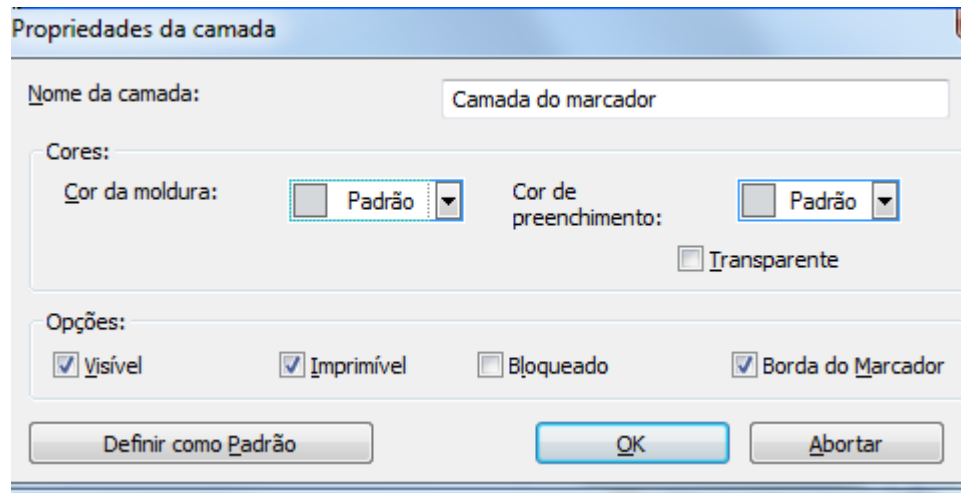 Propriedades da camada
Nome da camada: Camada do marcador
Cores:
Cor da moldura: Padrão Cor de preenchimento: Padrão
Transparente
Opções:
Visível Imprimível Bloqueado Borda do Marcador
Definir como Padrão OK Abortar